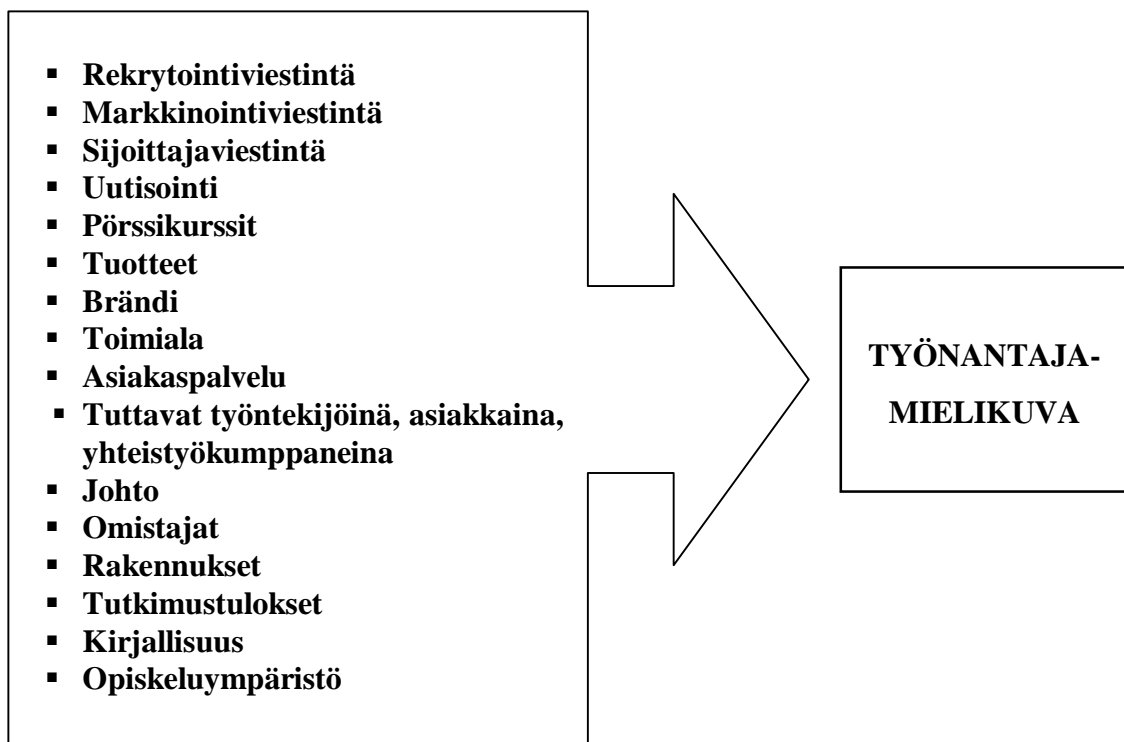 ▪ Rekrytointiviestintä
▪ Markkinointiviestintä
▪ Sijoittajaviestintä
▪ Uutisointi
▪ Pörssikurssit
▪ Tuotteet
▪ Brändi
▪ Toimiala
▪ Asiakaspalvelu
▪ Tuttavat työntekijöinä, asiakkaina,
yhteistyökumppaneina
▪ Johto
▪ Omistajat
▪ Rakennukset
▪ Tutkimustulokset
▪ Kirjallisuus
▪ Opiskeluympäristö
TYÖNANTAJA-
MIELIKUVA